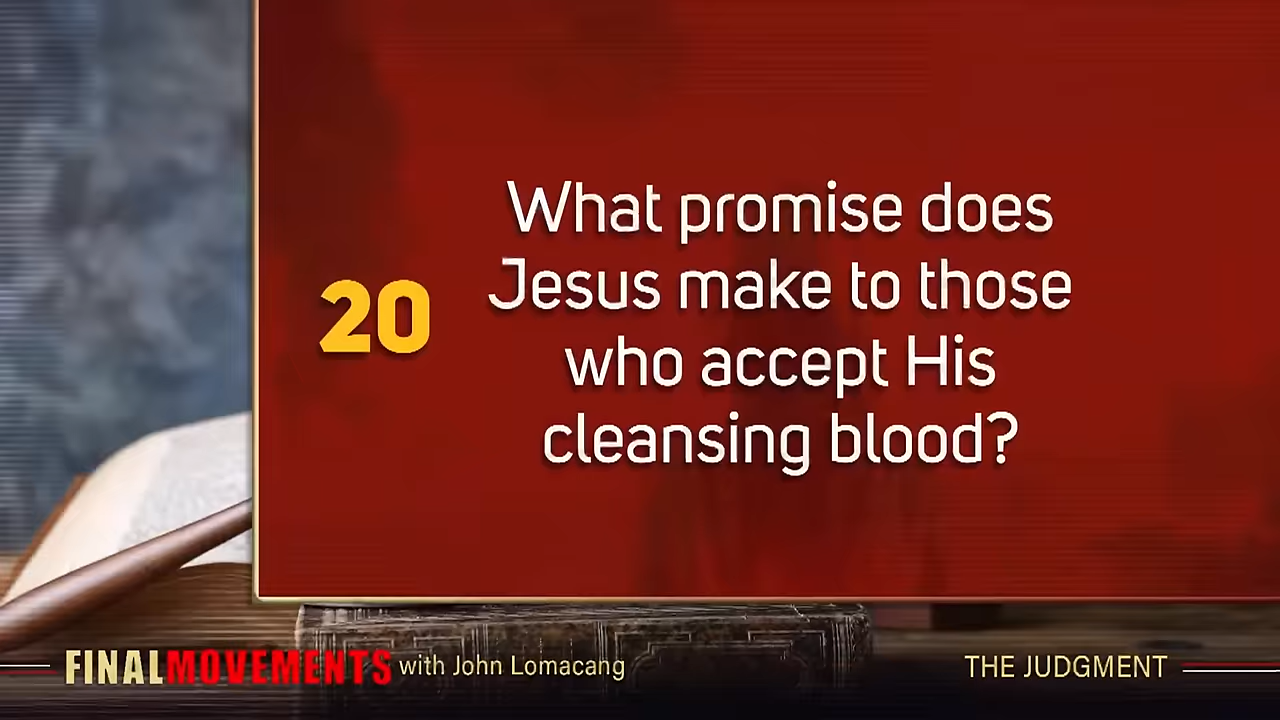 20
What promise does
Jesus make to those
who accept His
cleansing blood?
FINALMOVEMENTS with John Lomacang
THE JUDGMENT